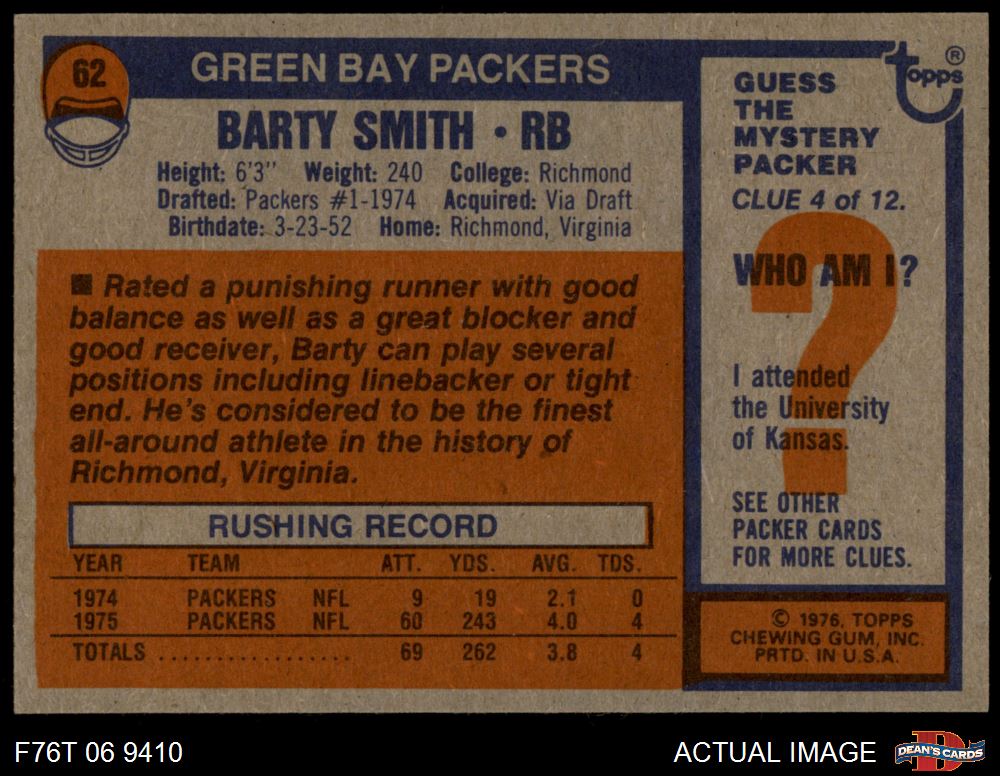 62
GREEN BAY PACKERS
BARTY SMITH • RB
Height: 6'3" Weight: 240 College: Richmond
Drafted: Packers #1-1974 Acquired: Via Draft
Birthdate: 3-23-52 Home: Richmond, Virginia
■ Rated a punishing runner with good
balance as well as a great blocker and
good receiver, Barty can play several
positions including linebacker or tight
end. He's considered to be the finest
all-around athlete in the history of
Richmond, Virginia.
RUSHING RECORD
YEAR TEAM ATT. YDS. AVG. TDS.
1974 PACKERS NFL 9 19 2.1 0
1975 PACKERS NFL 60 243 4.0 4
TOTALS .................. 69 262 3.8 4
topps ®
GUESS
THE
MYSTERY
PACKER
CLUE 4 of 12.
?
WHO AM I?
I attended
the University
of Kansas.
SEE OTHER
PACKER CARDS
FOR MORE CLUES.
© 1976, TOPPS
CHEWING GUM, INC.
PRTD. IN U.S.A.
F76T 06 9410
ACTUAL IMAGE
D
DEAN'S CARDS